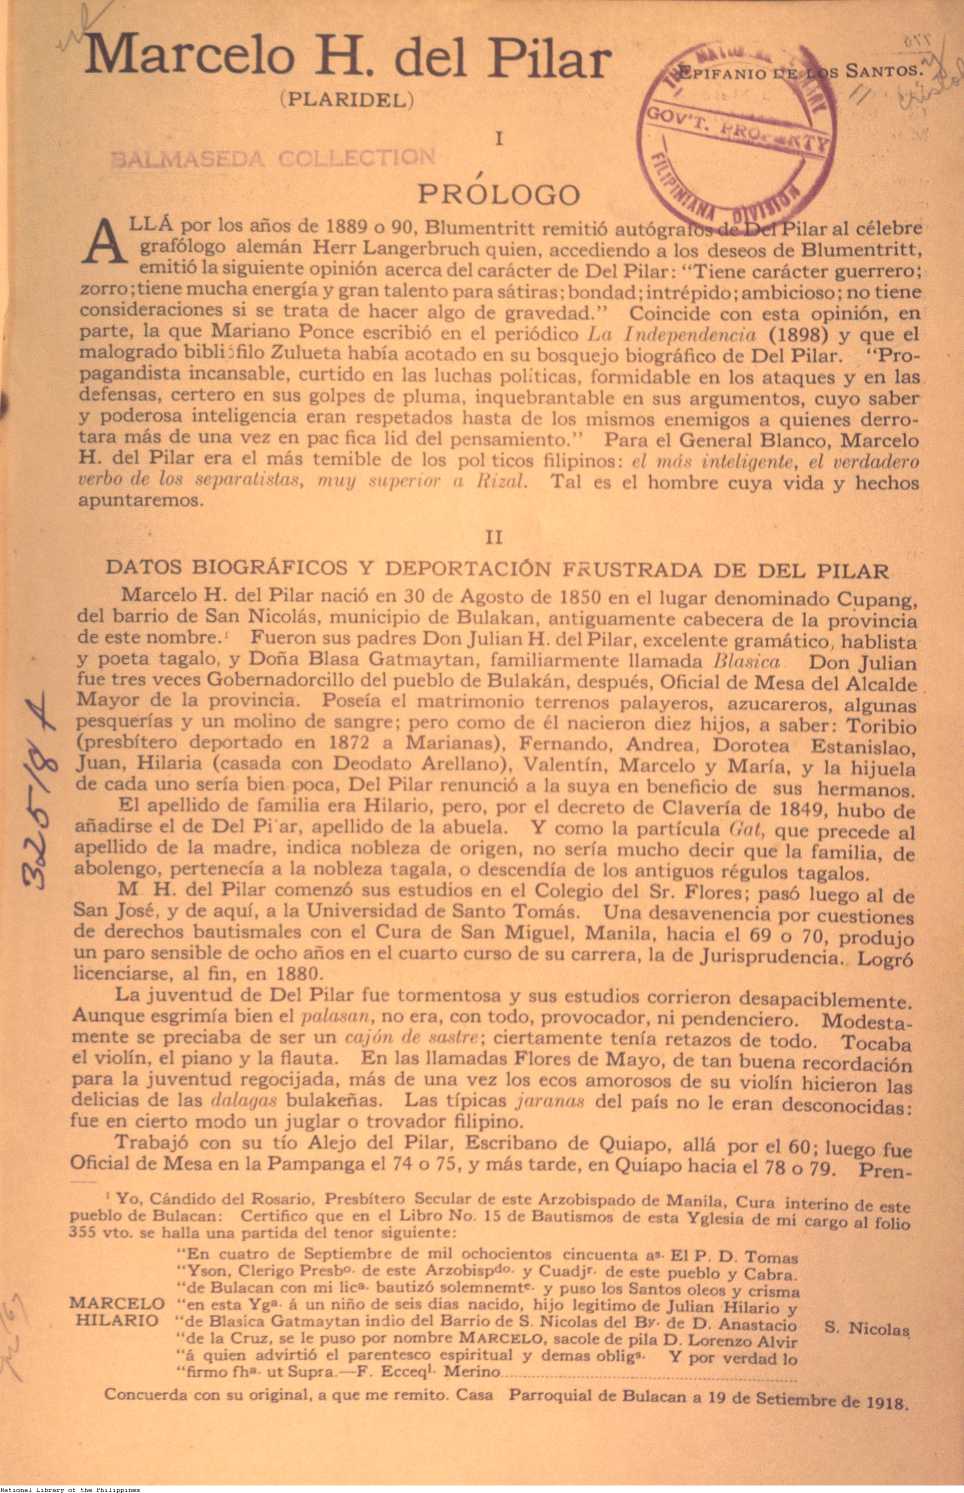 Marcelo H. del Pilar
EPIFANIO DE LOS SANTOS.
(PLARIDEL)
THE NATIONAL LIBRARY
GOV'T. PROPERTY
FILIPINIANA DIVISION
I
BALMASEDA COLLECTION
PRÓLOGO
ALLÁ por los años de 1889 o 90, Blumentritt remitió autógrafos de Del Pilar al célebre
grafólogo alemán Herr Langerbruch quien, accediendo a los deseos de Blumentritt,
emitió la siguiente opinión acerca del carácter de Del Pilar: "Tiene carácter guerrero;
zorro; tiene mucha energía y gran talento para sátiras; bondad; intrépido; ambicioso; no tiene
consideraciones si se trata de hacer algo de gravedad." Coincide con esta opinión, en
parte, la que Mariano Ponce escribió en el periódico La Independencia (1898) y que el
malogrado bibliófilo Zulueta había acotado en su bosquejo biográfico de Del Pilar. "Pro-
pagandista incansable, curtido en las luchas políticas, formidable en los ataques y en las
defensas, certero en sus golpes de pluma, inquebrantable en sus argumentos, cuyo saber
y poderosa inteligencia eran respetados hasta de los mismos enemigos a quienes derro-
tara más de una vez en pac fica lid del pensamiento." Para el General Blanco, Marcelo
H. del Pilar era el más temible de los pol ticos filipinos: el más inteligente, el verdadero
verbo de los separatistas, muy superior a Rizal. Tal es el hombre cuya vida y hechos
apuntaremos.
II
DATOS BIOGRÁFICOS Y DEPORTACIÓN FRUSTRADA DE DEL PILAR
Marcelo H. del Pilar nació en 30 de Agosto de 1850 en el lugar denominado Cupang,
del barrio de San Nicolás, municipio de Bulakan, antiguamente cabecera de la provincia
de este nombre.¹ Fueron sus padres Don Julian H. del Pilar, excelente gramático, hablista
y poeta tagalo, y Doña Blasa Gatmaytan, familiarmente llamada Blasica. Don Julian
fue tres veces Gobernadorcillo del pueblo de Bulakán, después, Oficial de Mesa del Alcalde
Mayor de la provincia. Poseía el matrimonio terrenos palayeros, azucareros, algunas
pesquerías y un molino de sangre; pero como de él nacieron diez hijos, a saber: Toribio
(presbítero deportado en 1872 a Marianas), Fernando, Andrea, Dorotea Estanislao,
Juan, Hilaria (casada con Deodato Arellano), Valentín, Marcelo y María, y la hijuela
de cada uno sería bien poca, Del Pilar renunció a la suya en beneficio de sus hermanos.
El apellido de familia era Hilario, pero, por el decreto de Clavería de 1849, hubo de
añadirse el de Del Pi ar, apellido de la abuela. Y como la partícula Gat, que precede al
apellido de la madre, indica nobleza de origen, no sería mucho decir que la familia, de
abolengo, pertenecía a la nobleza tagala, o descendía de los antiguos régulos tagalos.
M H. del Pilar comenzó sus estudios en el Colegio del Sr. Flores; pasó luego al de
San José, y de aquí, a la Universidad de Santo Tomás. Una desavenencia por cuestiones
de derechos bautismales con el Cura de San Miguel, Manila, hacia el 69 o 70, produjo
un paro sensible de ocho años en el cuarto curso de su carrera, la de Jurisprudencia. Logró
licenciarse, al fin, en 1880.
La juventud de Del Pilar fue tormentosa y sus estudios corrieron desapaciblemente.
Aunque esgrimía bien el palasan, no era, con todo, provocador, ni pendenciero. Modesta-
mente se preciaba de ser un cajón de sastre; ciertamente tenía retazos de todo. Tocaba
el violín, el piano y la flauta. En las llamadas Flores de Mayo, de tan buena recordación
para la juventud regocijada, más de una vez los ecos amorosos de su violín hicieron las
delicias de las dalagas bulakeñas. Las típicas jaranas del país no le eran desconocidas:
fue en cierto modo un juglar o trovador filipino.
Trabajó con su tío Alejo del Pilar, Escribano de Quiapo, allá por el 60; luego fue
Oficial de Mesa en la Pampanga el 74 o 75, y más tarde, en Quiapo hacia el 78 o 79. Pren-
¹ Yo, Cándido del Rosario, Presbítero Secular de este Arzobispado de Manila, Cura interino de este
pueblo de Bulacan: Certifico que en el Libro No. 15 de Bautismos de esta Yglesia de mi cargo al folio
355 vto. se halla una partida del tenor siguiente:
"En cuatro de Septiembre de mil ochocientos cincuenta as. El P. D. Tomas
"Yson, Clerigo Presbo. de este Arzobispdo. y Cuadjr. de este pueblo y Cabra.
"de Bulacan con mi lica. bautizó solemnemte. y puso los Santos oleos y crisma
MARCELO "en esta Yga. á un niño de seis dias nacido, hijo legitimo de Julian Hilario y
HILARIO "de Blasica Gatmaytan indio del Barrio de S. Nicolas del By. de D. Anastacio S. Nicolas
"de la Cruz, se le puso por nombre MARCELO, sacole de pila D. Lorenzo Alvir
"á quien advirtió el parentesco espiritual y demas obligs. Y por verdad lo
"firmo fha. ut Supra.—F. Ecceql. Merino
Concuerda con su original, a que me remito. Casa Parroquial de Bulacan a 19 de Setiembre de 1918.
32518 A
National Library of the Philippines